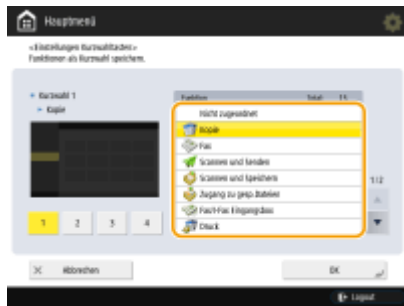 Hauptmenü
<Einstellungen Kurzwahltasten>
Funktionen als Kurzwahl speichern.
Kurzwahl 1
Kopie
Funktion Total: 15
Nicht zugeordnet
Kopie
Fax
Scannen und Senden
Scannen und Speichern
Zugang zu gesp. Dateien
Fax/I-Fax Eingangsbox
Druck
1/2
1 2 3 4
Abbrechen
OK
Logout